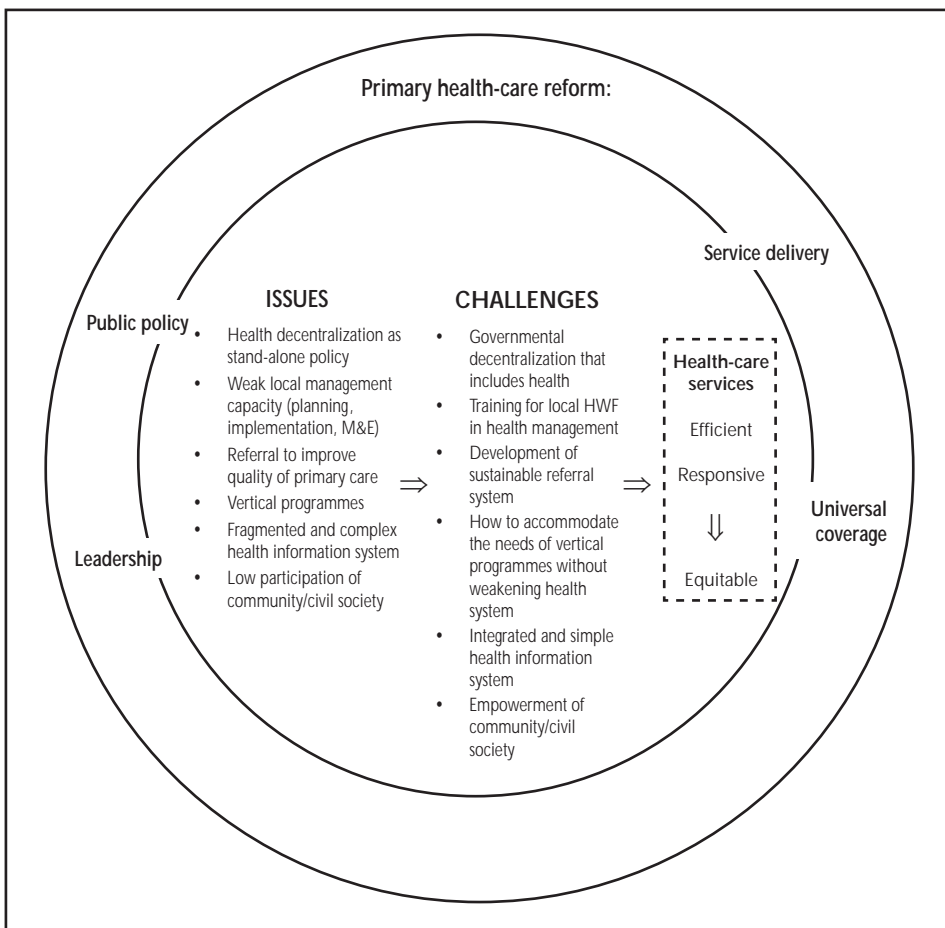 Primary health-care reform:
Service delivery
Public policy
Leadership
Universal
coverage
ISSUES
• Health decentralization as
stand-alone policy
• Weak local management
capacity (planning,
implementation, M&E)
• Referral to improve
quality of primary care
• Vertical programmes
• Fragmented and complex
health information system
• Low participation of
community/civil society
⇒
CHALLENGES
• Governmental
decentralization that
includes health
• Training for local HWF
in health management
• Development of
sustainable referral
system
• How to accommodate
the needs of vertical
programmes without
weakening health
system
• Integrated and simple
health information
system
• Empowerment of
community/civil
society
⇒
Health-care
services
Efficient
Responsive
⇓
Equitable